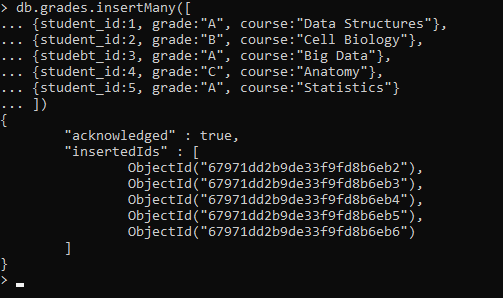 > db.grades.insertMany([
... {student_id:1, grade:"A", course:"Data Structures"},
... {student_id:2, grade:"B", course:"Cell Biology"},
... {studebt_id:3, grade:"A", course:"Big Data"},
... {student_id:4, grade:"C", course:"Anatomy"},
... {student_id:5, grade:"A", course:"Statistics"}
... ])
{
        "acknowledged" : true,
        "insertedIds" : [
                ObjectId("67971dd2b9de33f9fd8b6eb2"),
                ObjectId("67971dd2b9de33f9fd8b6eb3"),
                ObjectId("67971dd2b9de33f9fd8b6eb4"),
                ObjectId("67971dd2b9de33f9fd8b6eb5"),
                ObjectId("67971dd2b9de33f9fd8b6eb6")
        ]
}
>